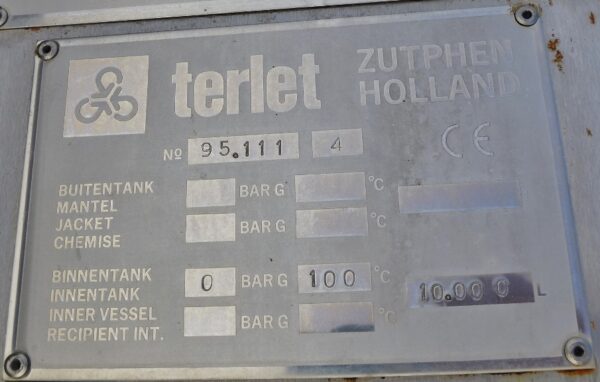 terlet ZUTPHEN
HOLLAND
Nº 95.111 4 CE
BUITENTANK BAR G °C
MANTEL
JACKET BAR G °C
CHEMISE
BINNENTANK 0 BAR G 100 °C 10.000 L
INNENTANK
INNER VESSEL BAR G °C
RECIPIENT INT.